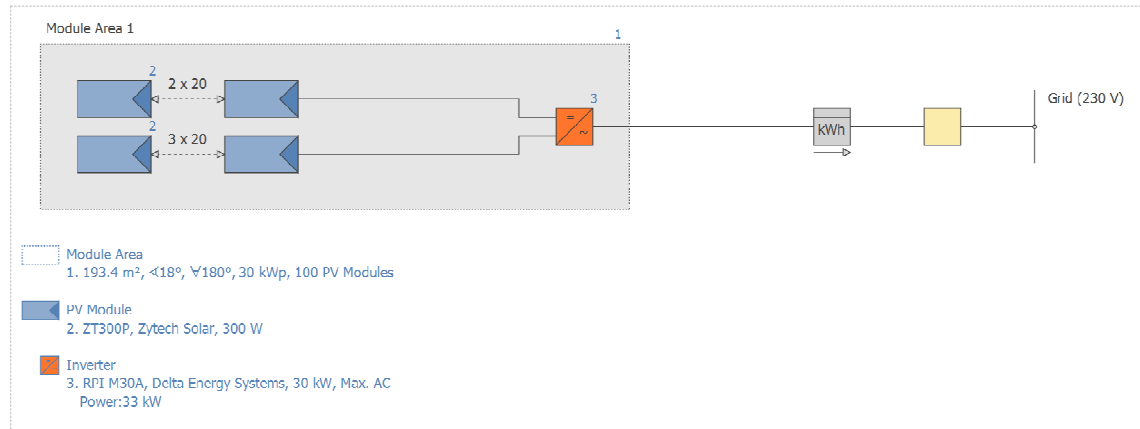 Module Area 1
1
2
2 x 20
3
Grid (230 V)
2
3 x 20
=
~
kWh
Module Area
1. 193.4 m², ∢18°, ∀180°, 30 kWp, 100 PV Modules
PV Module
2. ZT300P, Zytech Solar, 300 W
Inverter
3. RPI M30A, Delta Energy Systems, 30 kW, Max. AC
Power:33 kW